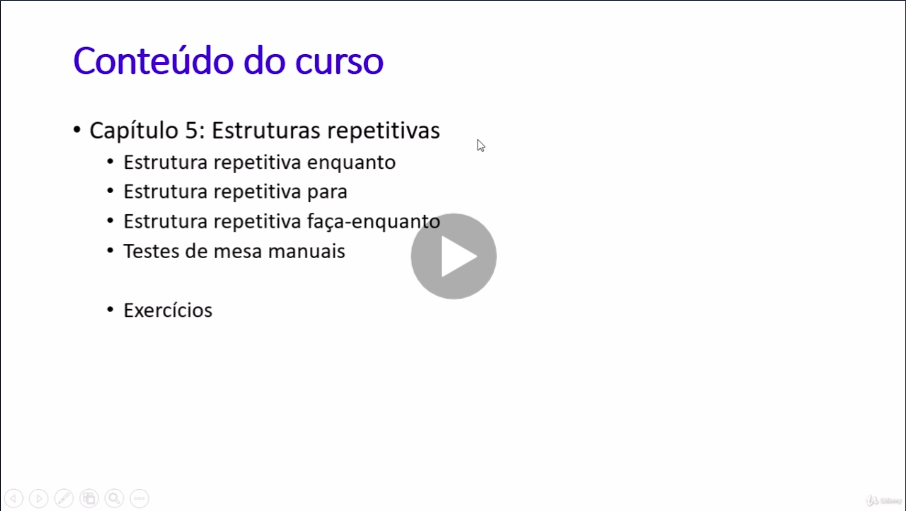 Conteúdo do curso
• Capítulo 5: Estruturas repetitivas
• Estrutura repetitiva enquanto
• Estrutura repetitiva para
• Estrutura repetitiva faça-enquanto
• Testes de mesa manuais
• Exercícios
Udemy